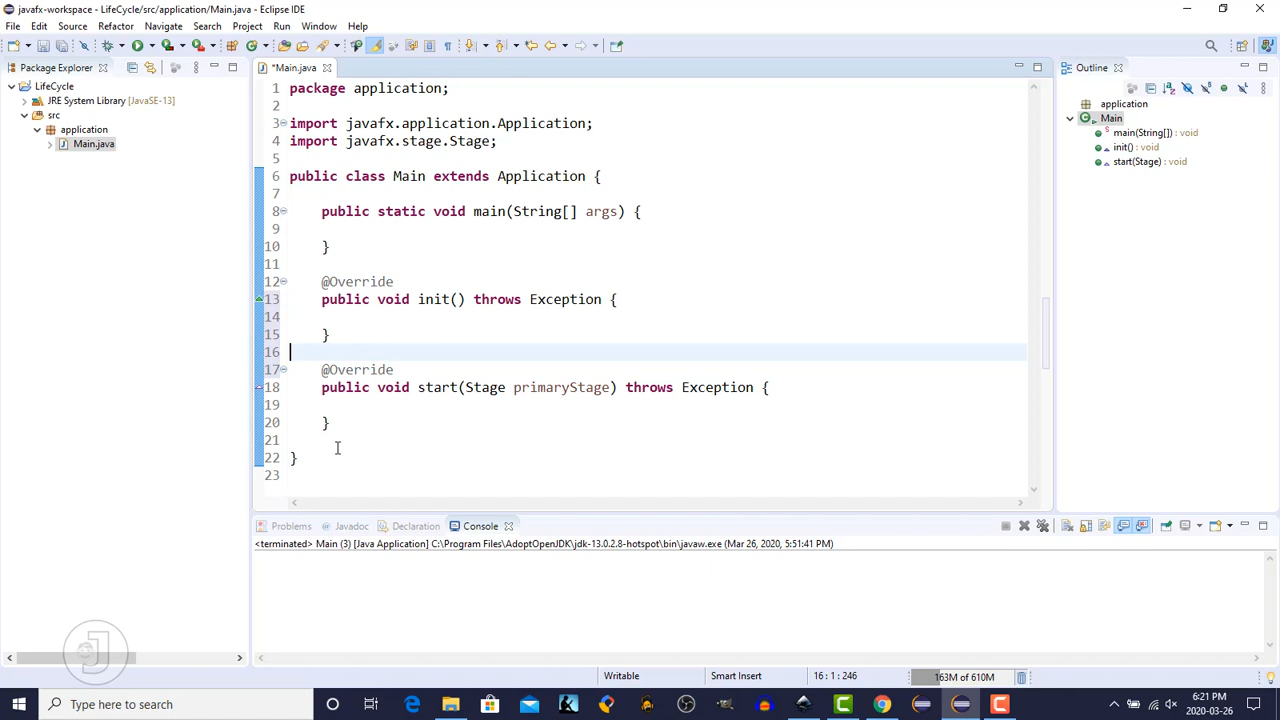 javafx-workspace - LifeCycle/src/application/Main.java - Eclipse IDE
File Edit Source Refactor Navigate Search Project Run Window Help
Package Explorer
*Main.java
Outline
LifeCycle
JRE System Library [JavaSE-13]
src
application
Main.java
1 package application;
2
3 import javafx.application.Application;
4 import javafx.stage.Stage;
5
6 public class Main extends Application {
7
8 public static void main(String[] args) {
9
10 }
11
12 @Override
13 public void init() throws Exception {
14
15 }
16
17 @Override
18 public void start(Stage primaryStage) throws Exception {
19
20 }
21
22 }
23
application
Main
main(String[]) : void
init() : void
start(Stage) : void
Problems Javadoc Declaration Console
<terminated> Main (3) [Java Application] C:\Program Files\AdoptOpenJDK\jdk-13.0.2.8-hotspot\bin\javaw.exe (Mar 26, 2020, 5:51:41 PM)
Writable Smart Insert 16 : 1 : 246 163M of 610M
Type here to search
6:21 PM
2020-03-26